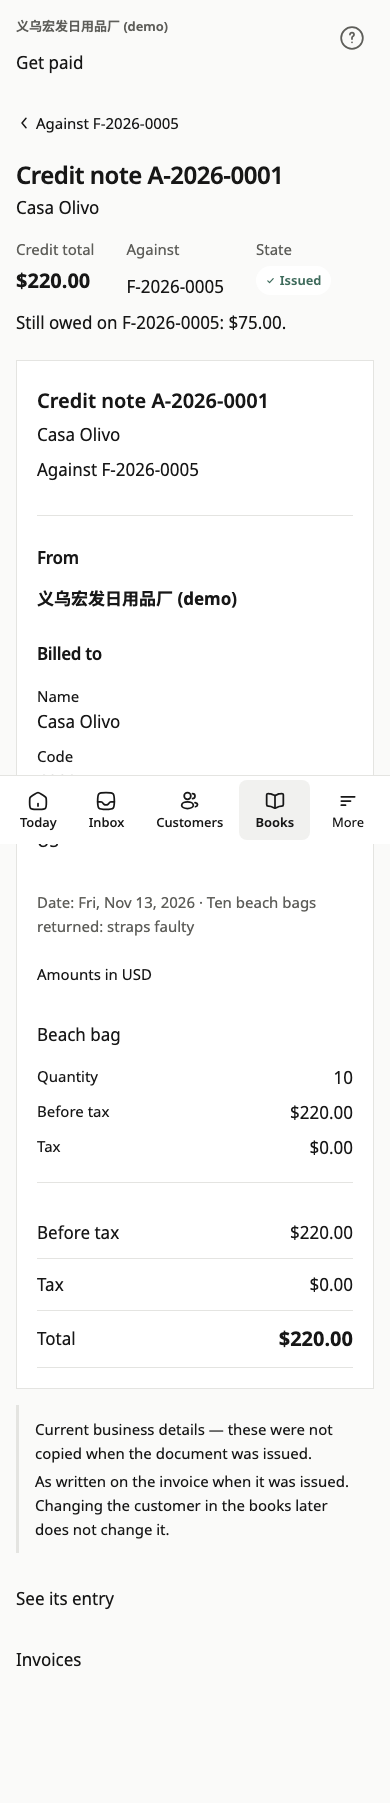 义乌宏发日用品厂 (demo)
Get paid
Against F-2026-0005
Credit note A-2026-0001
Casa Olivo
Credit total
Against
State
$220.00
F-2026-0005
Issued
Still owed on F-2026-0005: $75.00.
Credit note A-2026-0001
Casa Olivo
Against F-2026-0005
From
义乌宏发日用品厂 (demo)
Billed to
Name
Casa Olivo
Code
Today
Inbox
Customers
Books
More
Date: Fri, Nov 13, 2026 · Ten beach bags
returned: straps faulty
Amounts in USD
Beach bag
Quantity 10
Before tax $220.00
Tax $0.00
Before tax $220.00
Tax $0.00
Total $220.00
Current business details — these were not
copied when the document was issued.
As written on the invoice when it was issued.
Changing the customer in the books later
does not change it.
See its entry
Invoices